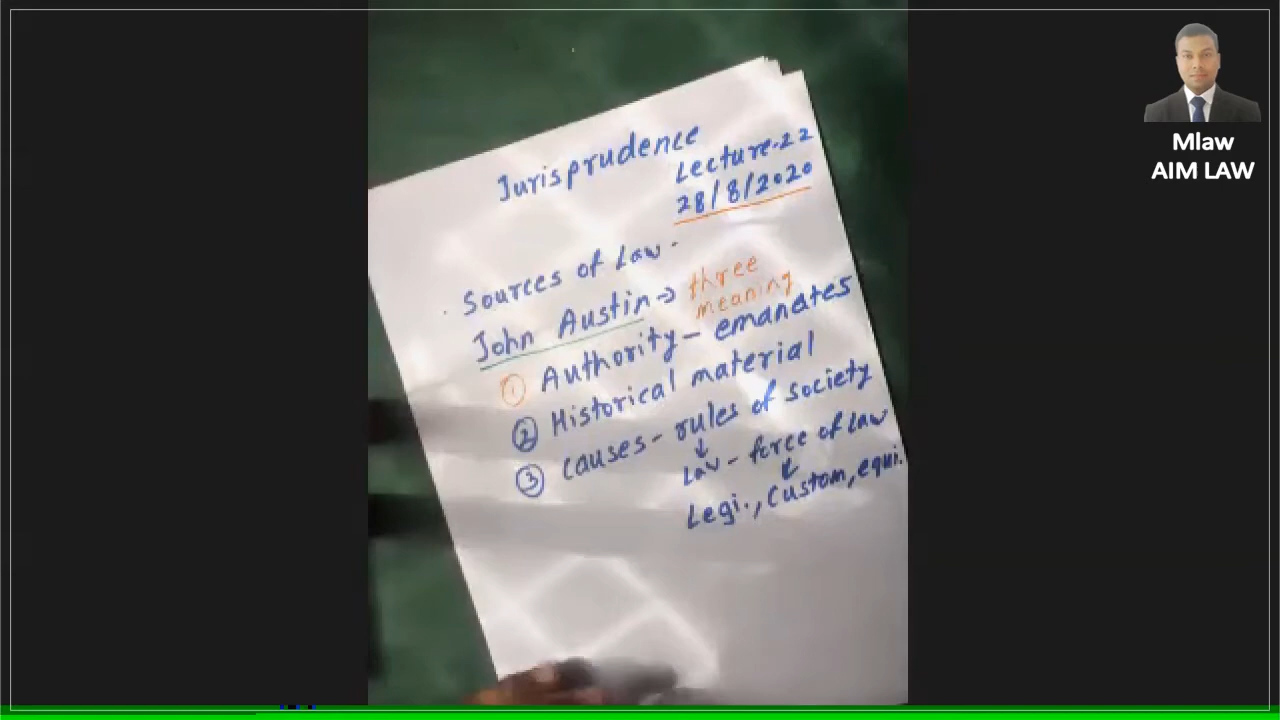 Jurisprudence
Lecture-22
28/8/2020
Sources of Law -
John Austin → three meaning
① Authority - emanates
② Historical material
③ Causes - rules of society
↓
Law - force of Law
↓
Legi., Custom, equi.
Mlaw
AIM LAW